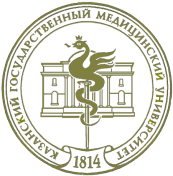 КАЗАНСКИЙ ГОСУДАРСТВЕННЫЙ МЕДИЦИНСКИЙ УНИВЕРСИТЕТ
1814